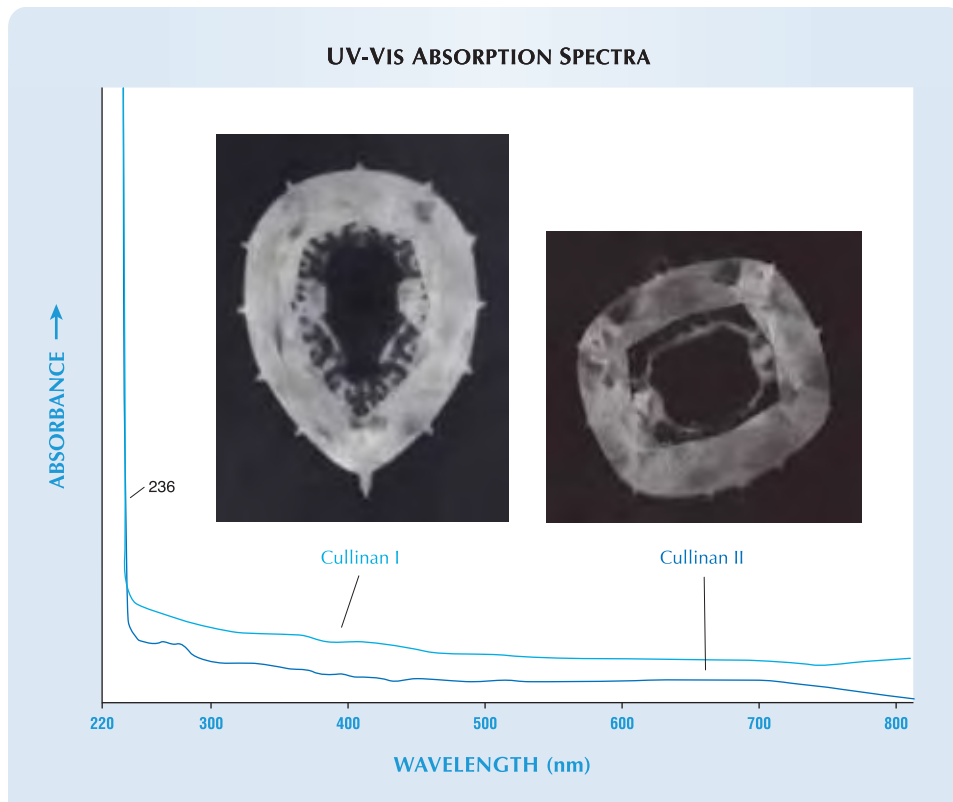 UV-VIS ABSORPTION SPECTRA
ABSORBANCE
236
Cullinan I
Cullinan II
220 300 400 500 600 700 800
WAVELENGTH (nm)